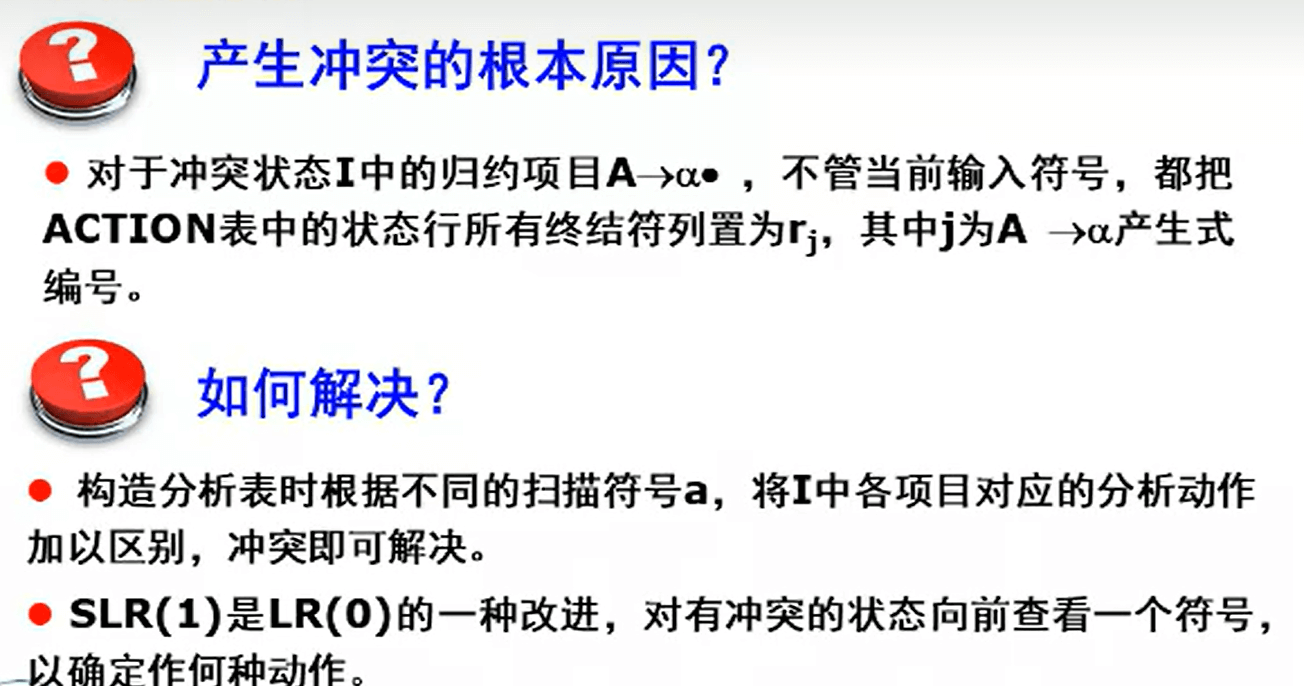 产生冲突的根本原因？
● 对于冲突状态I中的归约项目A→α●，不管当前输入符号，都把
ACTION表中的状态行所有终结符列置为rj，其中j为A →α产生式
编号。
如何解决？
● 构造分析表时根据不同的扫描符号a，将I中各项目对应的分析动作
加以区别，冲突即可解决。
● SLR(1)是LR(0)的一种改进，对有冲突的状态向前查看一个符号，
以确定作何种动作。